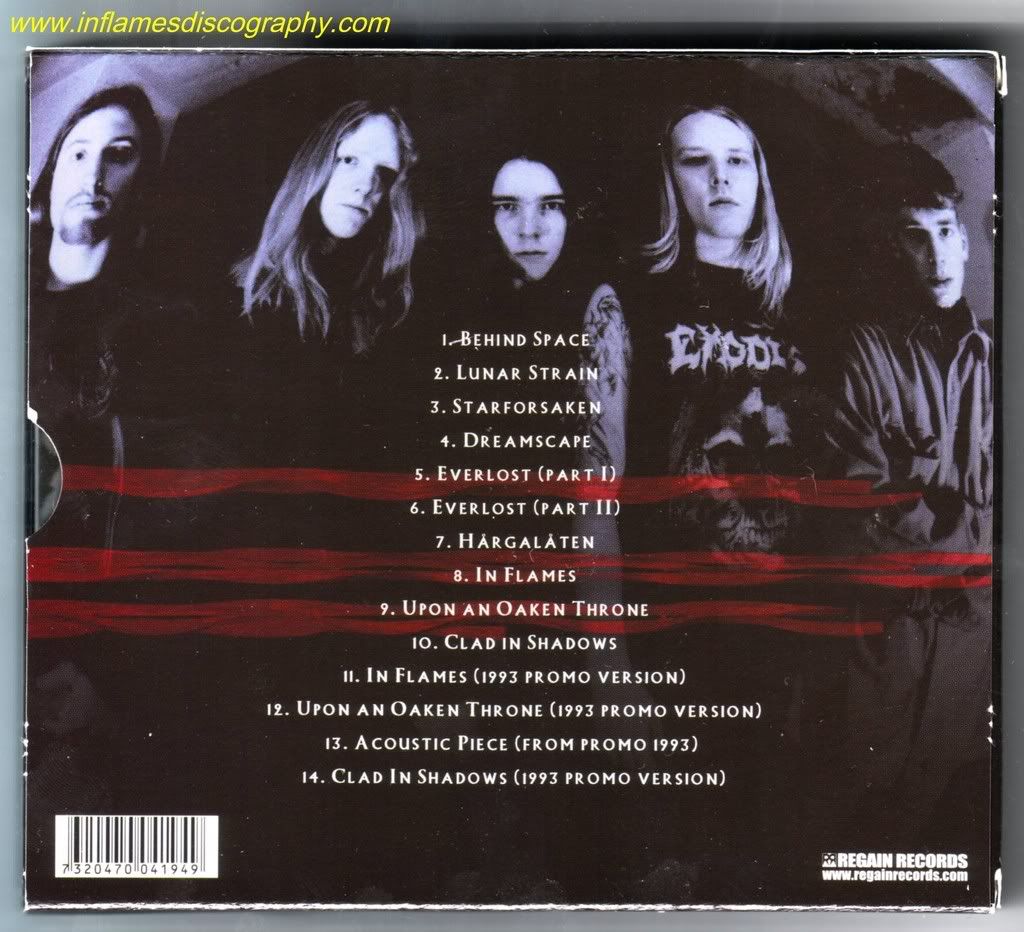 www.inflamesdiscography.com
1. Behind Space
2. Lunar Strain
3. Starforsaken
4. Dreamscape
5. Everlost (part I)
6. Everlost (part II)
7. Hårgalåten
8. In Flames
9. Upon an Oaken Throne
10. Clad in Shadows
11. In Flames (1993 promo version)
12. Upon an Oaken Throne (1993 promo version)
13. Acoustic Piece (from promo 1993)
14. Clad In Shadows (1993 promo version)
7320470 041949
REGAIN RECORDS
www.regainrecords.com